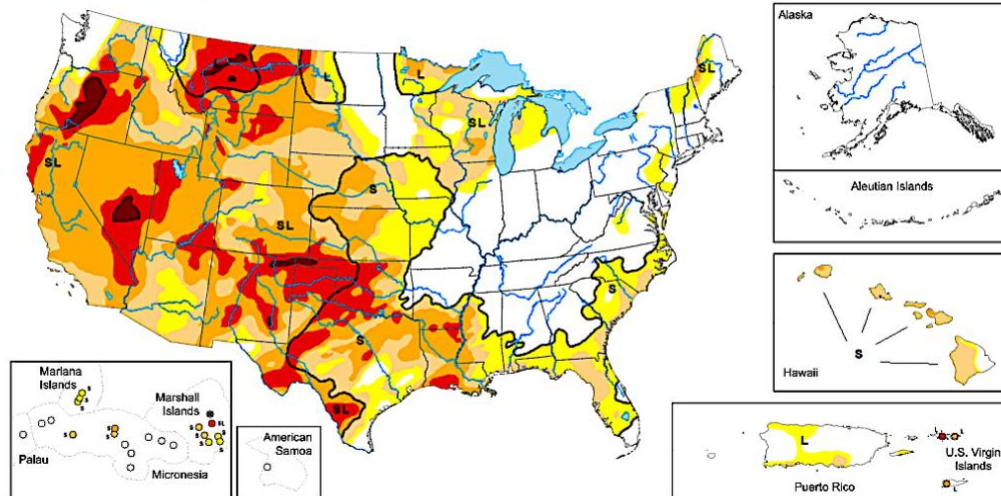 Alaska
Aleutian Islands
L
L
SL
SL
SL
S
SL
S
S
SL
S
Hawaii
Mariana
Islands
S
S
S
Marshall
Islands
SL
S
S
S
S
S
S
Palau
Micronesia
American
Samoa
L
L
L
U.S. Virgin
Islands
L
Puerto Rico